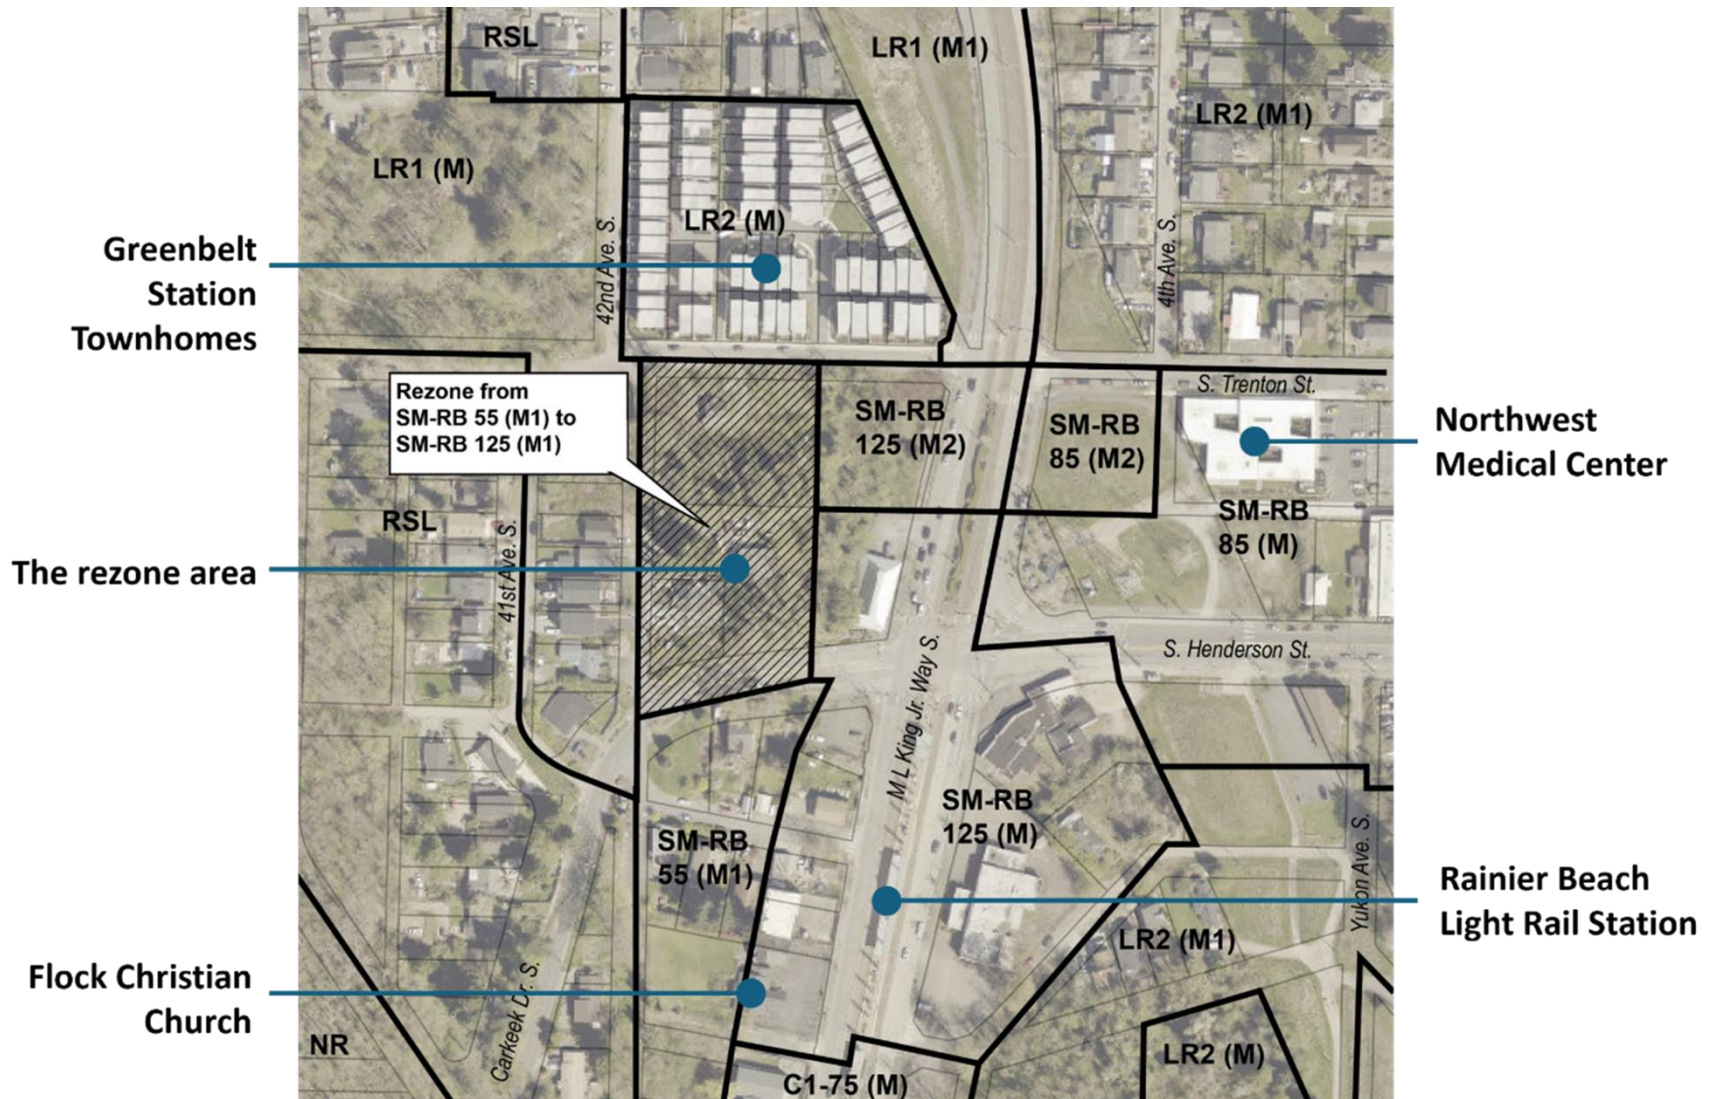 RSL
LR1 (M1)
LR2 (M1)
LR1 (M)
LR2 (M)
42nd Ave. S.
4th Ave. S.
Greenbelt
Station
Townhomes
Rezone from
SM-RB 55 (M1) to
SM-RB 125 (M1)
SM-RB
125 (M2)
SM-RB
85 (M2)
S. Trenton St.
Northwest
Medical Center
RSL
41st Ave. S.
SM-RB
85 (M)
The rezone area
S. Henderson St.
M L King Jr. Way S.
SM-RB
55 (M1)
SM-RB
125 (M)
Yukon Ave. S.
Rainier Beach
Light Rail Station
LR2 (M1)
Flock Christian
Church
Carkeek Dr. S.
NR
LR2 (M)
C1-75 (M)